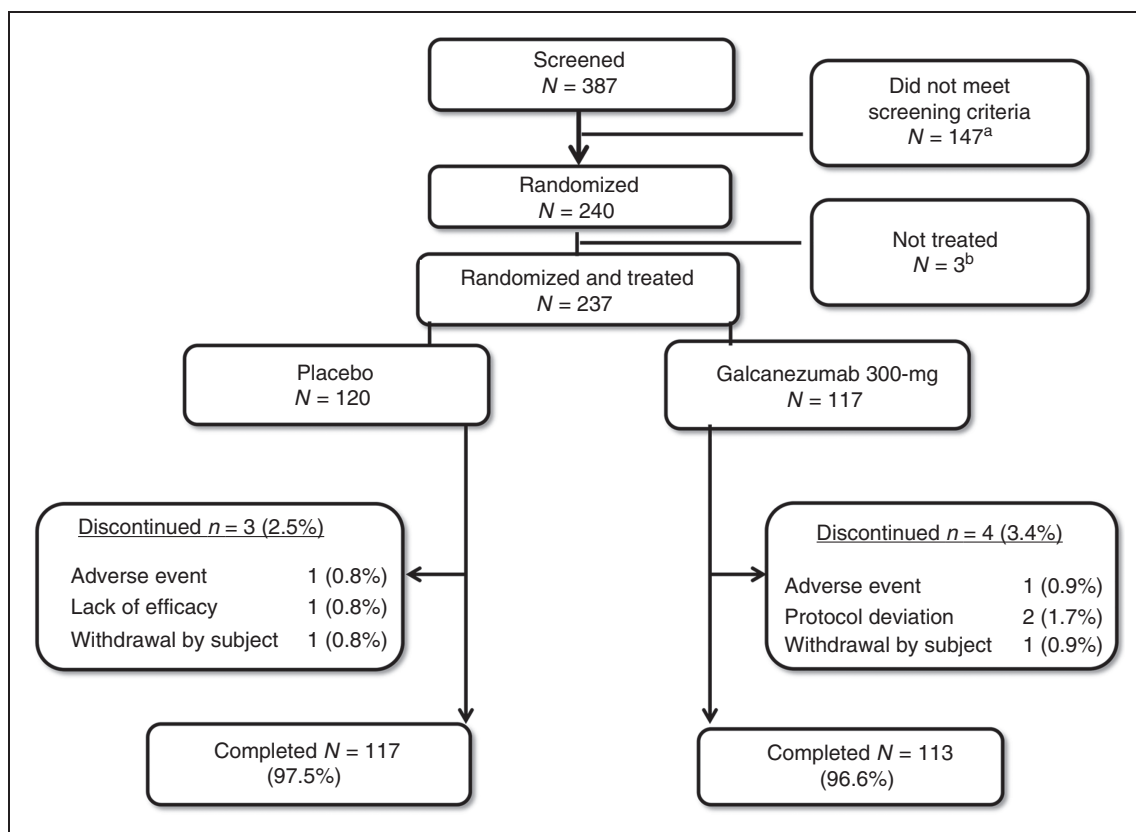 Screened
N = 387
Did not meet
screening criteria
N = 147a
Randomized
N = 240
Not treated
N = 3b
Randomized and treated
N = 237
Placebo
N = 120
Galcanezumab 300-mg
N = 117
Discontinued n = 3 (2.5%)
Adverse event 1 (0.8%)
Lack of efficacy 1 (0.8%)
Withdrawal by subject 1 (0.8%)
Discontinued n = 4 (3.4%)
Adverse event 1 (0.9%)
Protocol deviation 2 (1.7%)
Withdrawal by subject 1 (0.9%)
Completed N = 117
(97.5%)
Completed N = 113
(96.6%)